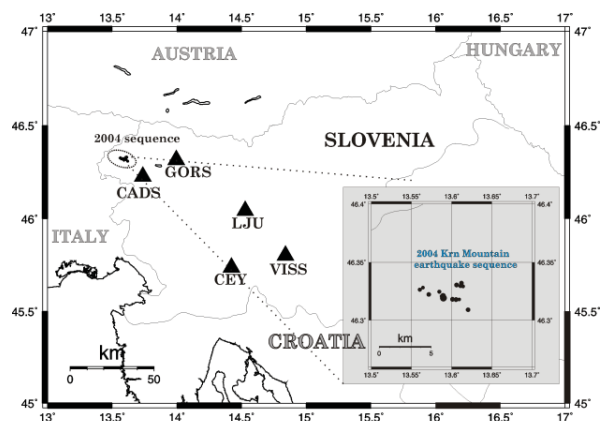 13° 13.5° 14° 14.5° 15° 15.5° 16° 16.5° 17°
47° 47°
AUSTRIA
HUNGARY
46.5° 46.5°
2004 sequence
SLOVENIA
GORS
CADS
13.5° 13.55° 13.6° 13.65° 13.7°
46.4° 46.4°
LJU
46° 46°
ITALY
2004 Krn Mountain
earthquake sequence
46.35° 46.35°
VISS
CEY
46.3° 46.3°
45.5° 45.5°
km
0 5
CROATIA
km
0 50
13.5° 13.55° 13.6° 13.65° 13.7°
45° 45°
13° 13.5° 14° 14.5° 15° 15.5° 16° 16.5° 17°